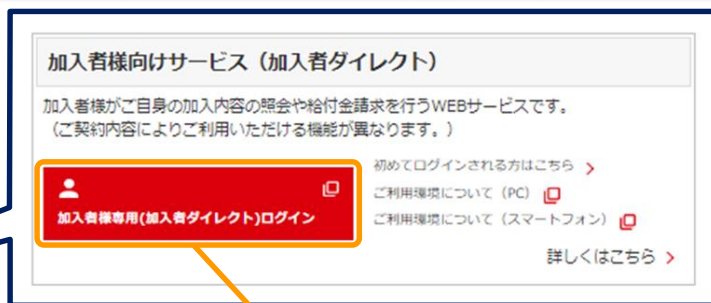 加入者様向けサービス（加入者ダイレクト）
加入者様がご自身の加入内容の照会や給付金請求を行うWEBサービスです。
（ご契約内容によりご利用いただける機能が異なります。）
加入者様専用(加入者ダイレクト)ログイン
初めてログインされる方はこちら
ご利用環境について（PC）
ご利用環境について（スマートフォン）
詳しくはこちら